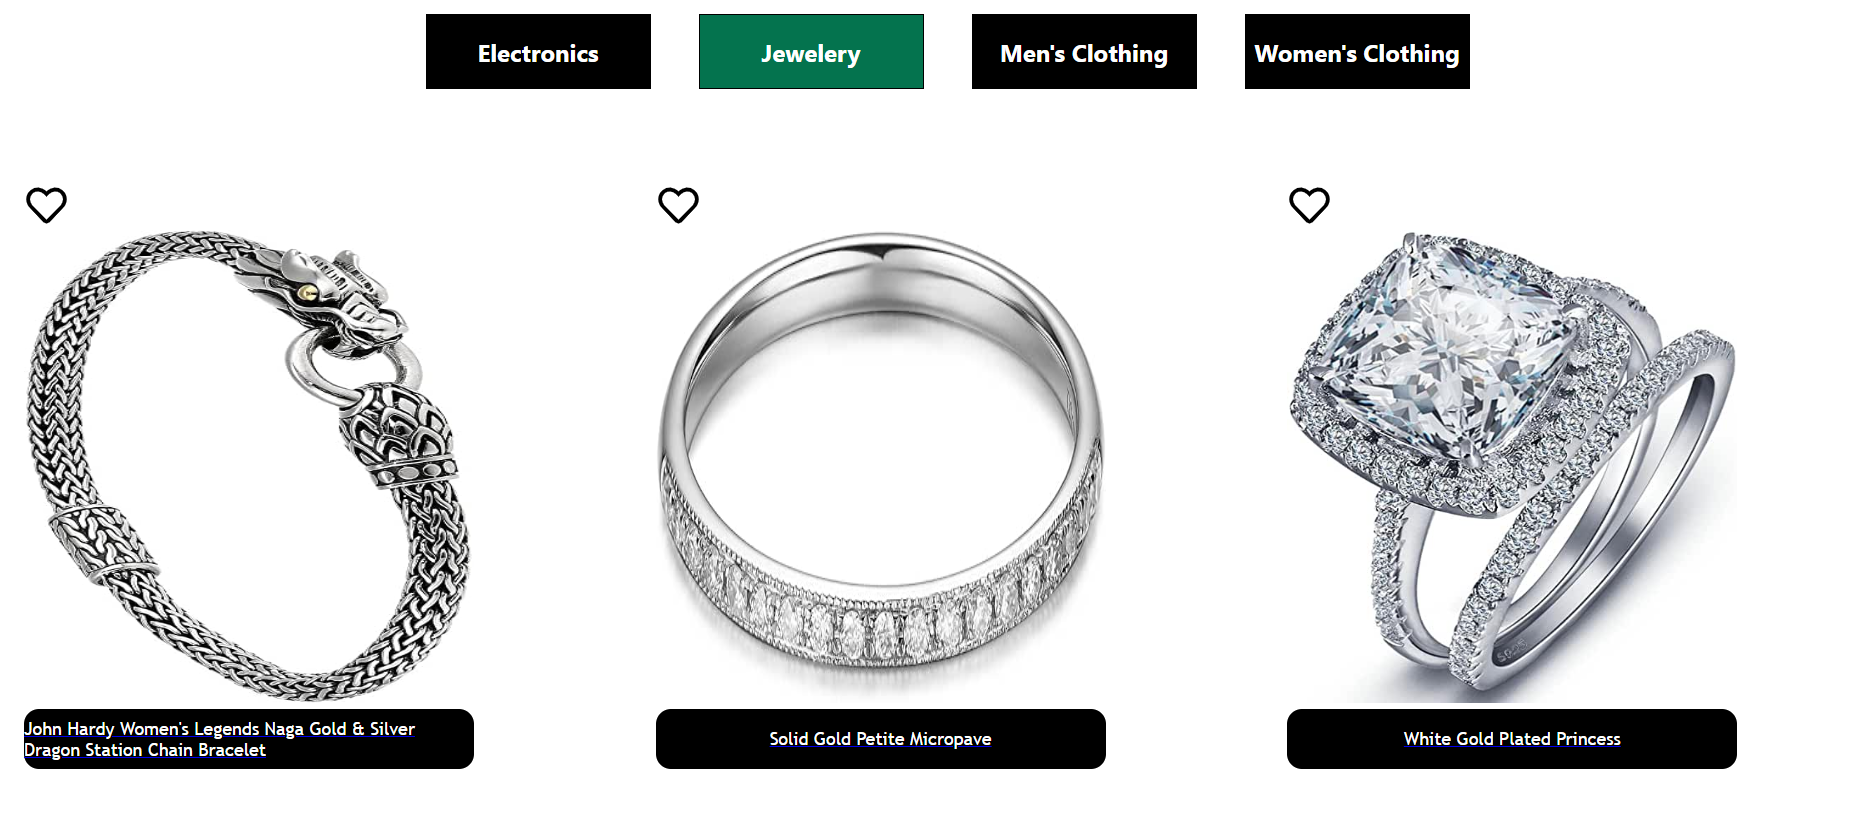 Electronics
Jewelery
Men's Clothing
Women's Clothing
John Hardy Women's Legends Naga Gold & Silver
Dragon Station Chain Bracelet
Solid Gold Petite Micropave
White Gold Plated Princess